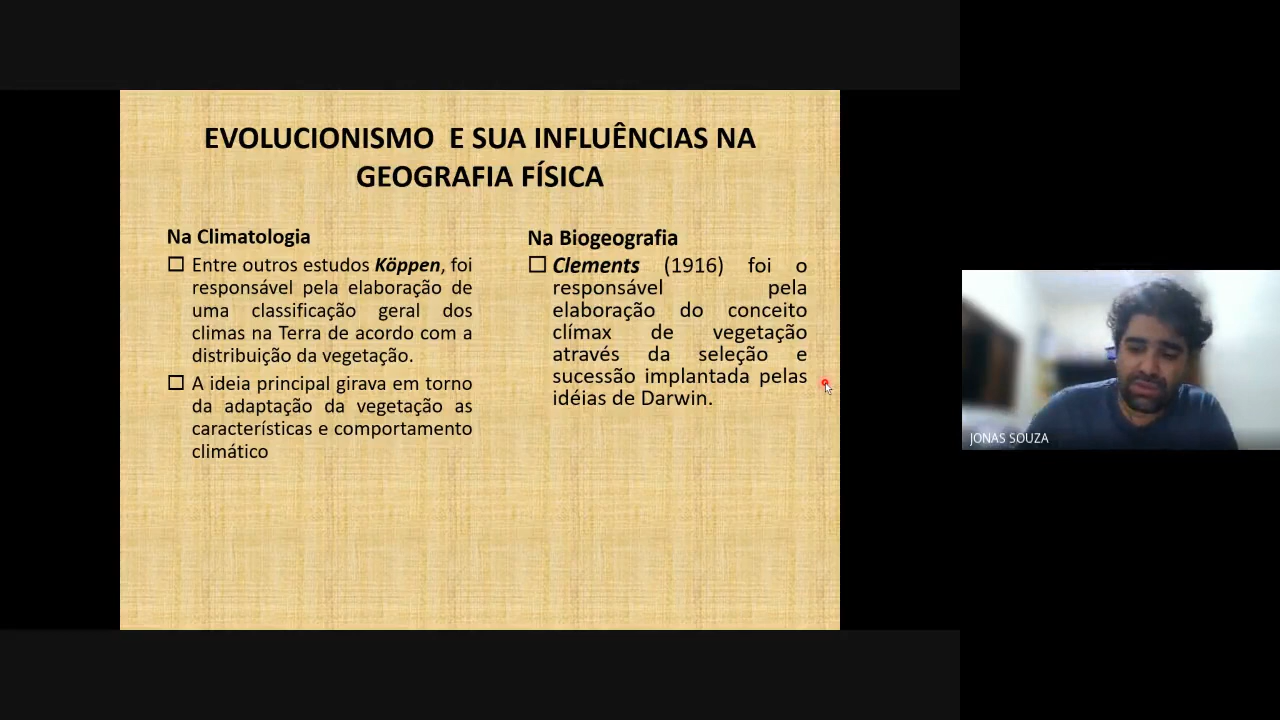 EVOLUCIONISMO E SUA INFLUÊNCIAS NA
GEOGRAFIA FÍSICA
Na Climatologia
Entre outros estudos Köppen, foi
responsável pela elaboração de
uma classificação geral dos
climas na Terra de acordo com a
distribuição da vegetação.
A ideia principal girava em torno
da adaptação da vegetação as
características e comportamento
climático
Na Biogeografia
Clements (1916) foi o
responsável pela
elaboração do conceito
clímax de vegetação
através da seleção e
sucessão implantada pelas
idéias de Darwin.
JONAS SOUZA